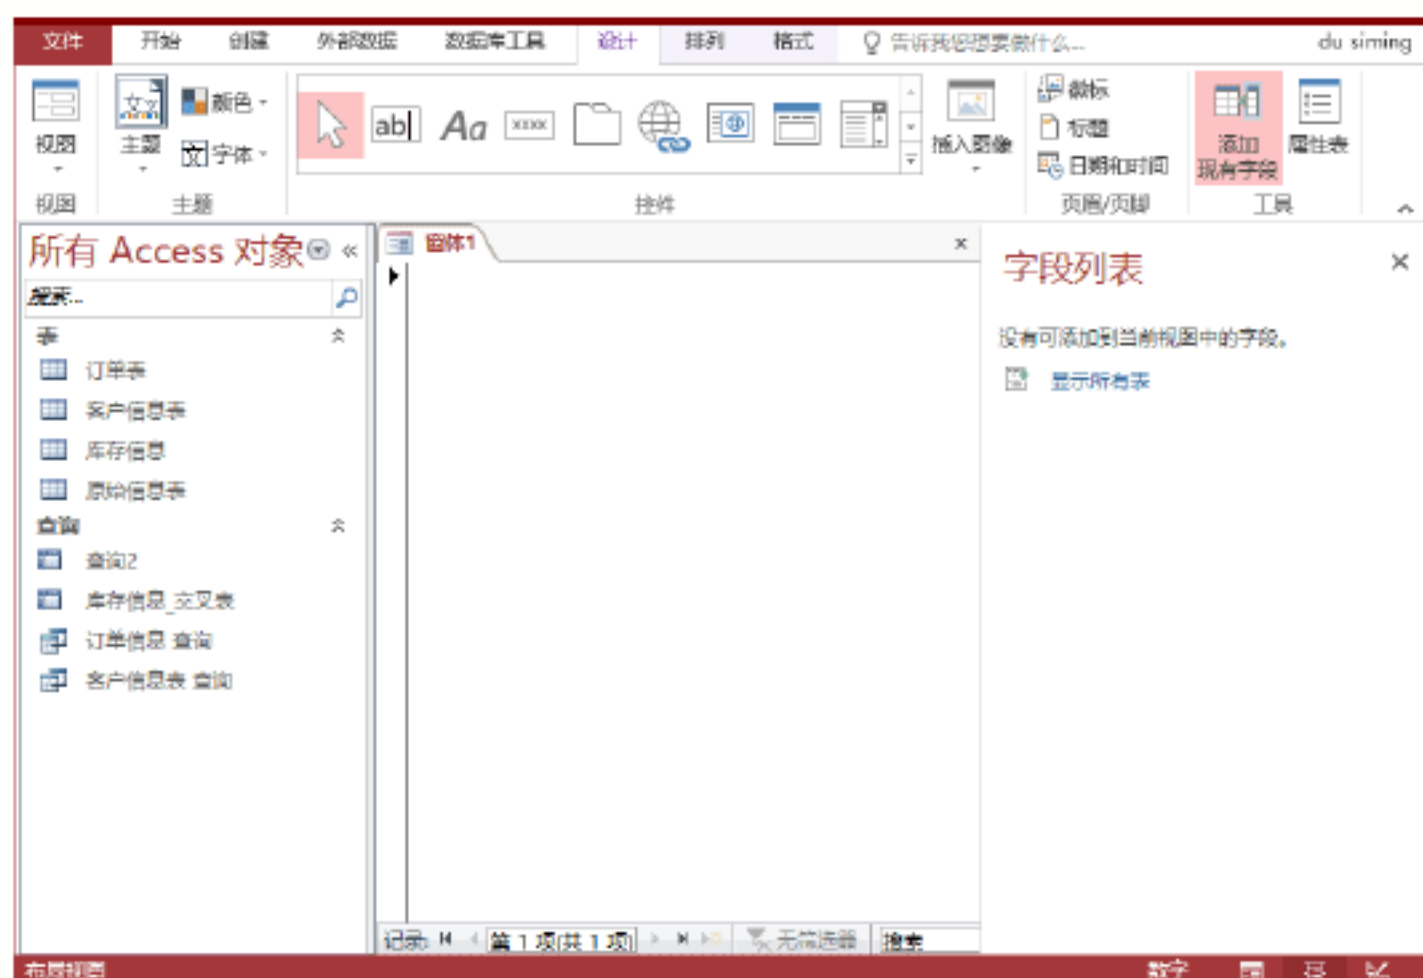 文件 开始 创建 外部数据 数据库工具 设计 排列 格式 告诉我您想要做什么... du siming
视图 主题 颜色 字体 ab| Aa XXXX 插入图像 徽标 标题 日期和时间 添加现有字段 属性表
视图 主题 控件 页眉/页脚 工具
所有 Access 对象 «
搜索...
表
订单表
客户信息表
库存信息
原始信息表
查询
查询2
库存信息_交叉表
订单信息 查询
客户信息表 查询
窗体1
字段列表
没有可添加到当前视图中的字段。
显示所有表
记录: 第 1 项(共 1 项) 无筛选器 搜索
布局视图 数字